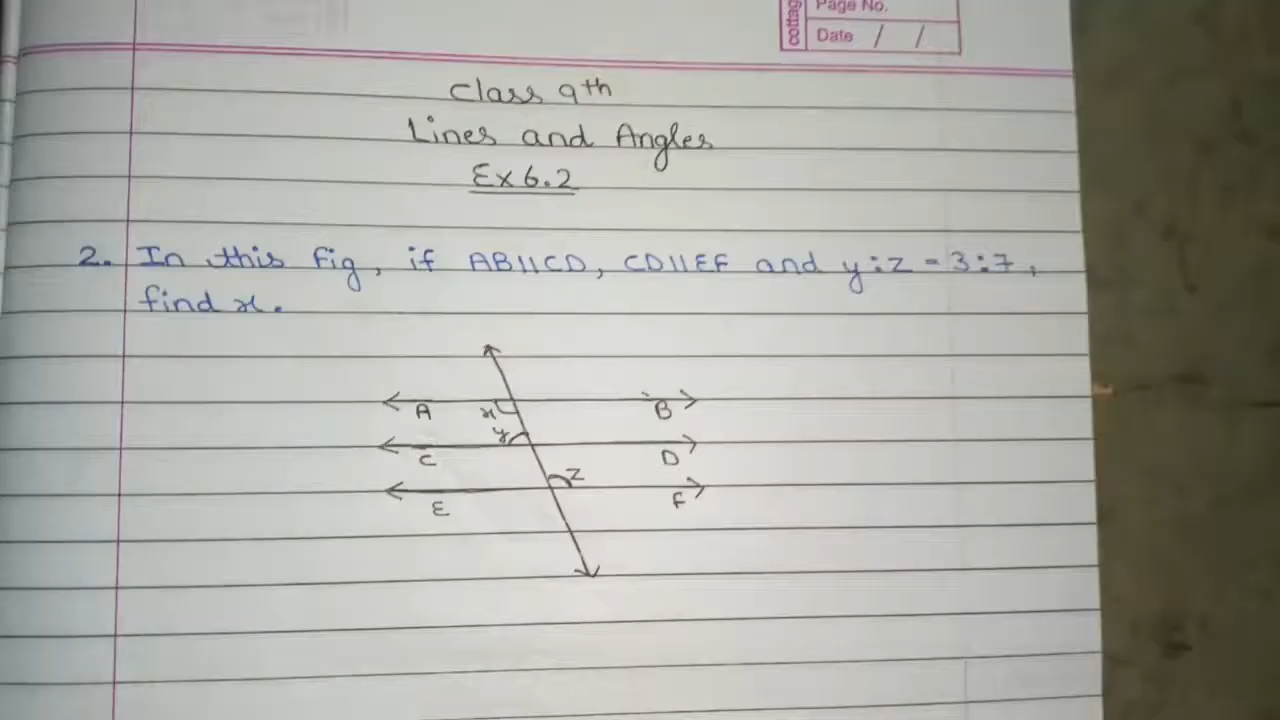 cottag
Page No.
Date / /
Class 9th
Lines and Angles
Ex 6.2
2. In this fig, if AB||CD, CD||EF and y:z = 3:7,
find x.
A B
x
y
C D
z
E F